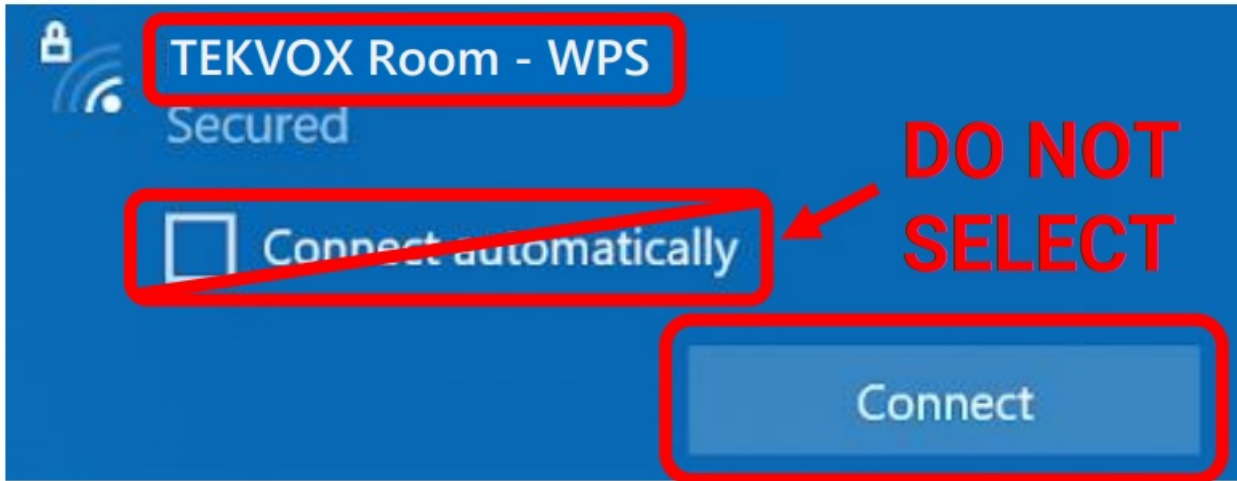 TEKVOX Room - WPS
Secured
DO NOT
SELECT
Connect automatically
Connect